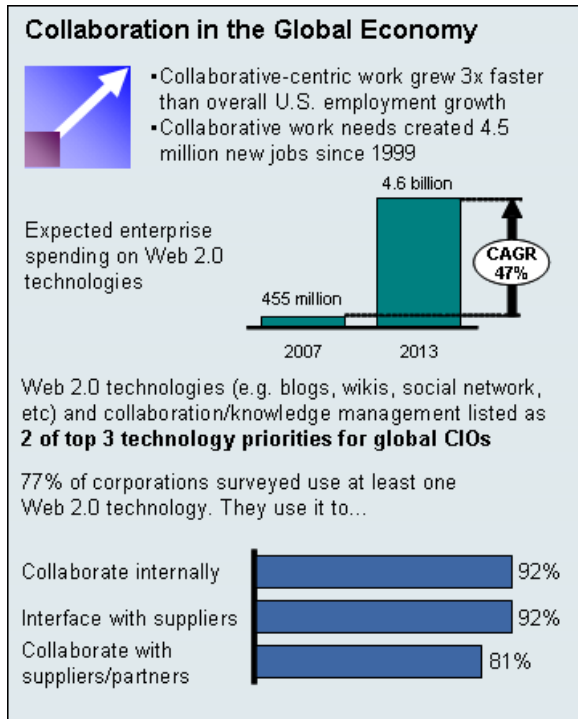 Collaboration in the Global Economy
▪Collaborative-centric work grew 3x faster
than overall U.S. employment growth
▪Collaborative work needs created 4.5
million new jobs since 1999
4.6 billion
Expected enterprise
spending on Web 2.0
technologies
CAGR
47%
455 million
2007
2013
Web 2.0 technologies (e.g. blogs, wikis, social network,
etc) and collaboration/knowledge management listed as
2 of top 3 technology priorities for global CIOs
77% of corporations surveyed use at least one
Web 2.0 technology. They use it to...
Collaborate internally
92%
Interface with suppliers
92%
Collaborate with
suppliers/partners
81%